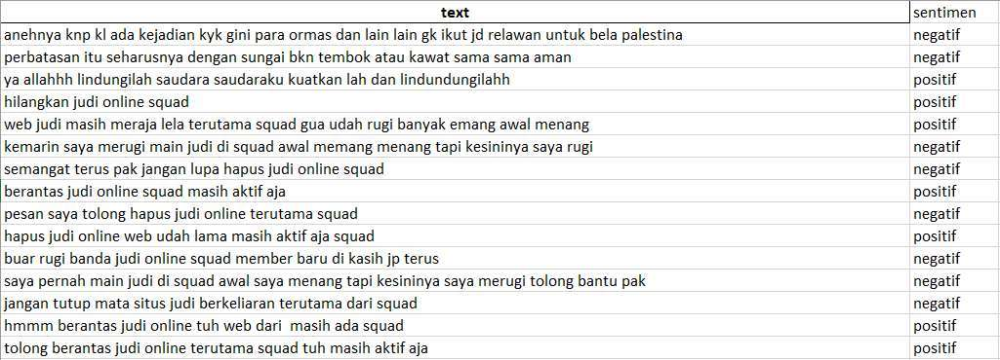 text sentimen
anehnya knp kl ada kejadian kyk gini para ormas dan lain lain gk ikut jd relawan untuk bela palestina negatif
perbatasan itu seharusnya dengan sungai bkn tembok atau kawat sama sama aman negatif
ya allahhh lindungilah saudara saudaraku kuatkan lah dan lindundungilahh positif
hilangkan judi online squad positif
web judi masih meraja lela terutama squad gua udah rugi banyak emang awal menang positif
kemarin saya merugi main judi di squad awal memang menang tapi kesininya saya rugi negatif
semangat terus pak jangan lupa hapus judi online squad negatif
berantas judi online squad masih aktif aja positif
pesan saya tolong hapus judi online terutama squad negatif
hapus judi online web udah lama masih aktif aja squad positif
buar rugi banda judi online squad member baru di kasih jp terus negatif
saya pernah main judi di squad awal saya menang tapi kesininya saya merugi tolong bantu pak negatif
jangan tutup mata situs judi berkeliaran terutama dari squad negatif
hmmm berantas judi online tuh web dari  masih ada squad positif
tolong berantas judi online terutama squad tuh masih aktif aja positif